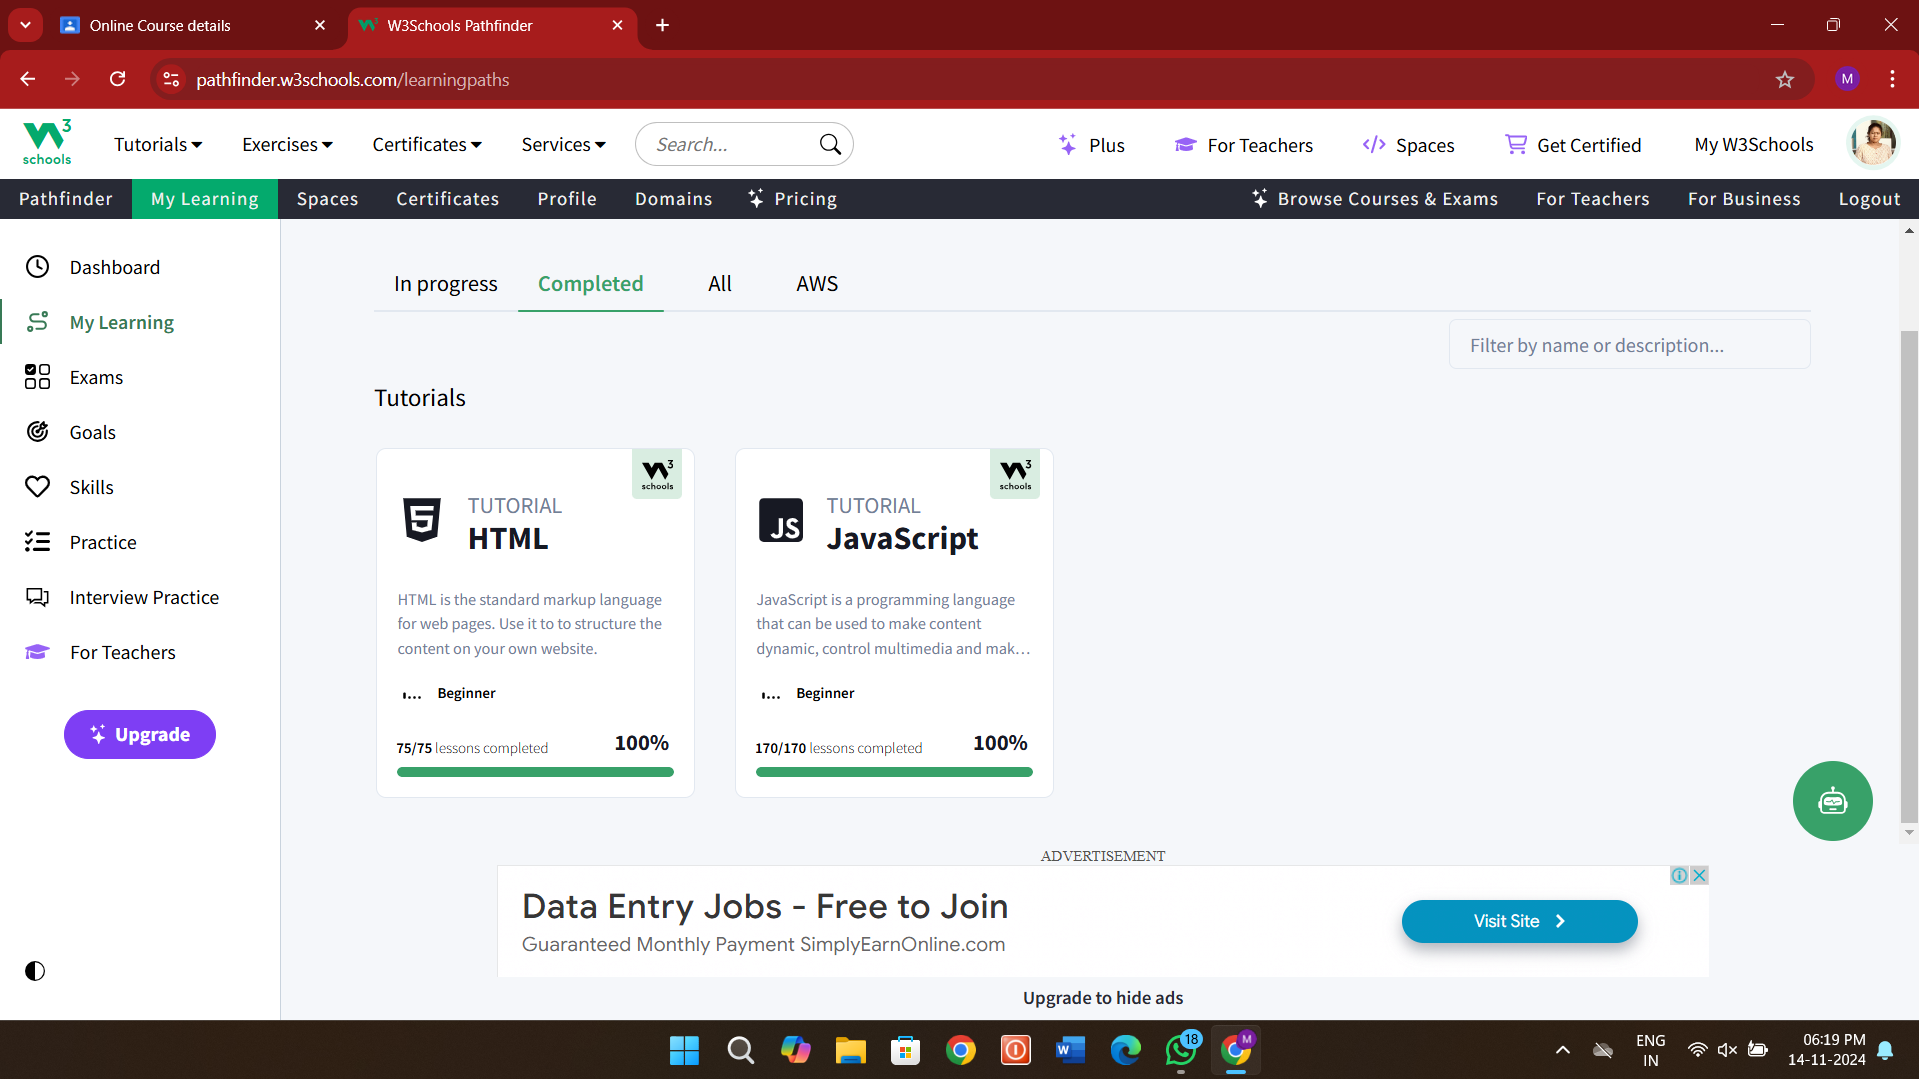 Online Course details
W3Schools Pathfinder
pathfinder.w3schools.com/learningpaths
M
3
schools
Tutorials
Exercises
Certificates
Services
Search...
Plus
For Teachers
Spaces
Get Certified
My W3Schools
Pathfinder
My Learning
Spaces
Certificates
Profile
Domains
Pricing
Browse Courses & Exams
For Teachers
For Business
Logout
Dashboard
My Learning
Exams
Goals
Skills
Practice
Interview Practice
For Teachers
Upgrade
In progress
Completed
All
AWS
Filter by name or description...
Tutorials
3
schools
TUTORIAL
HTML
HTML is the standard markup language
for web pages. Use it to to structure the
content on your own website.
Beginner
75/75 lessons completed
100%
3
schools
JS
TUTORIAL
JavaScript
JavaScript is a programming language
that can be used to make content
dynamic, control multimedia and mak...
Beginner
170/170 lessons completed
100%
ADVERTISEMENT
Data Entry Jobs - Free to Join
Guaranteed Monthly Payment SimplyEarnOnline.com
Visit Site
Upgrade to hide ads
W
18
M
ENG
IN
06:19 PM
14-11-2024